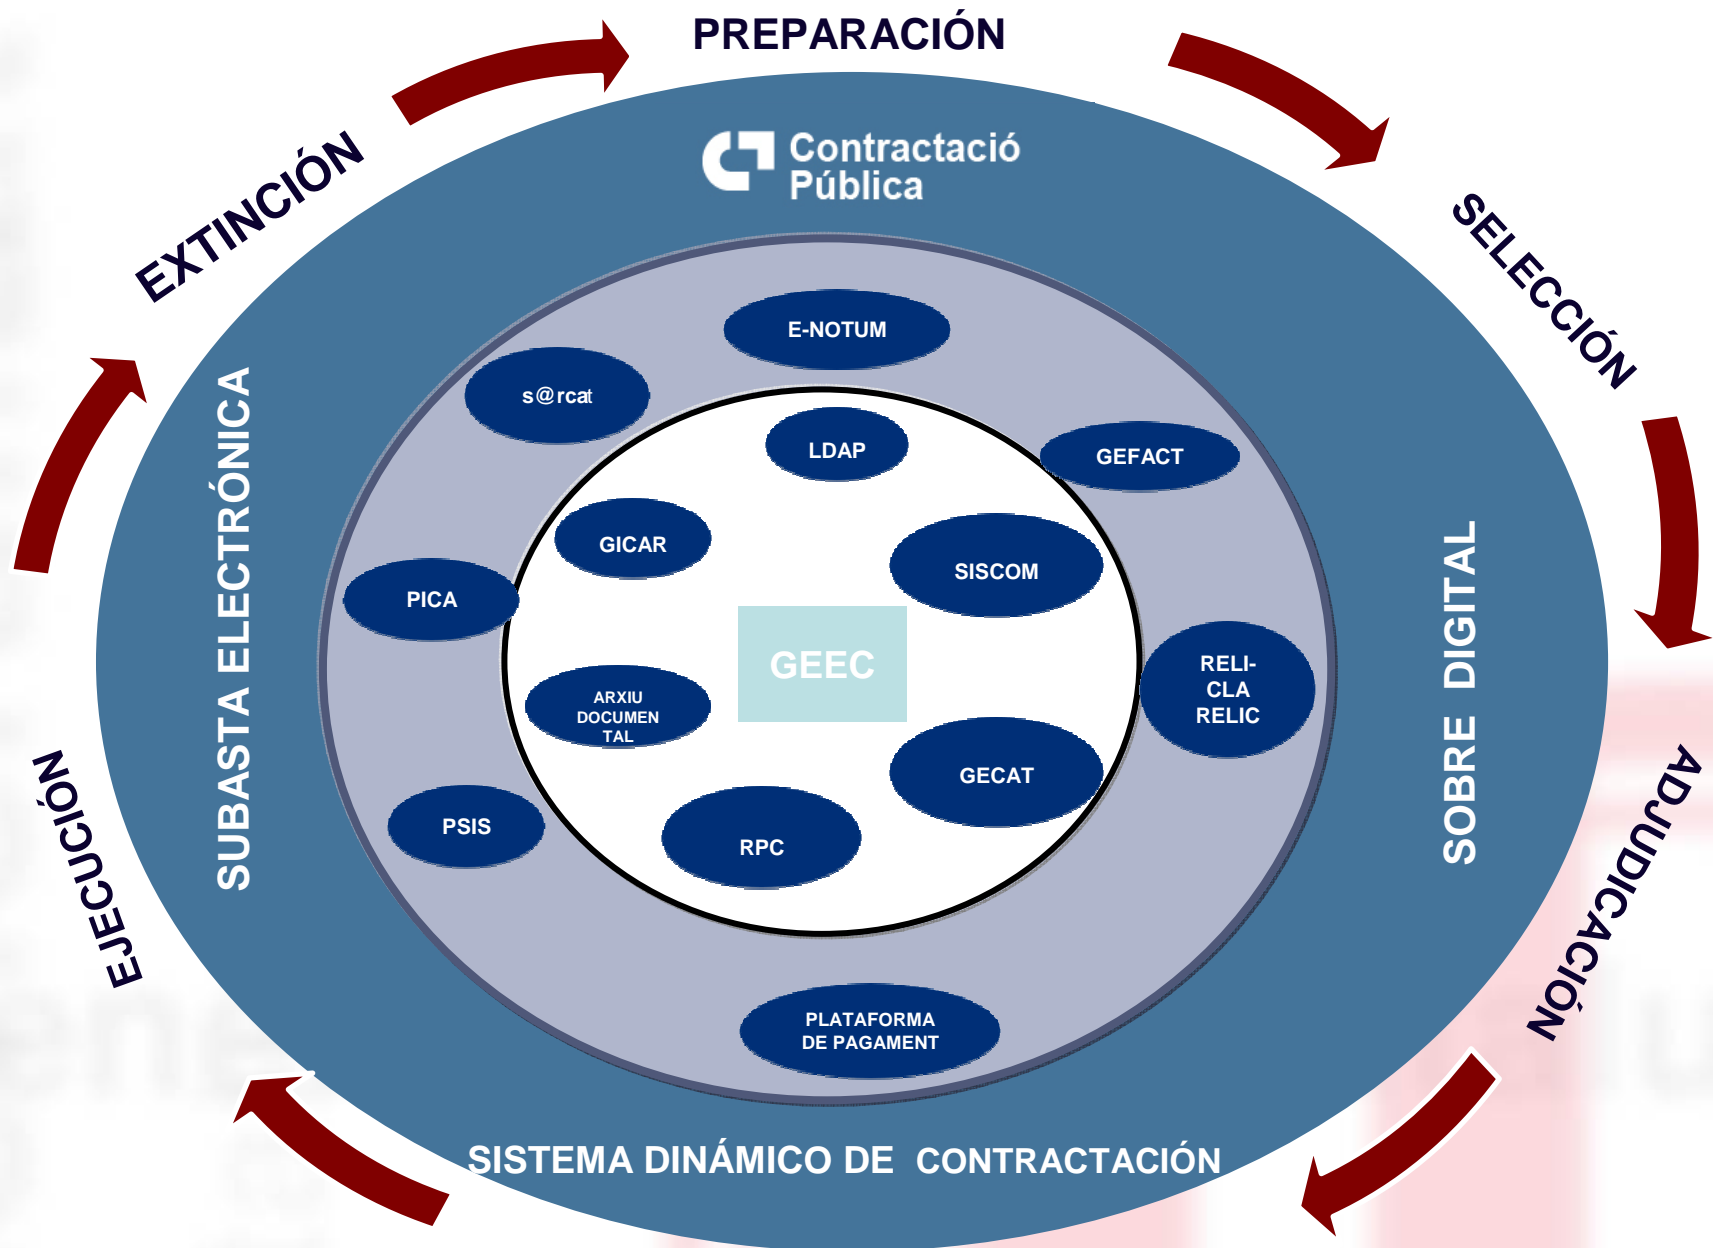 PREPARACIÓN
Contractació
Pública
EXTINCIÓN
SELECCIÓN
E-NOTUM
s@rcat
LDAP
GEFACT
GICAR
SISCOM
PICA
SUBASTA ELECTRÓNICA
GEEC
RELI-
CLA
RELIC
SOBRE DIGITAL
ARXIU
DOCUMEN
TAL
GECAT
PSIS
RPC
EJECUCIÓN
ADJUDICACIÓN
PLATAFORMA
DE PAGAMENT
SISTEMA DINÁMICO DE CONTRACTACIÓN